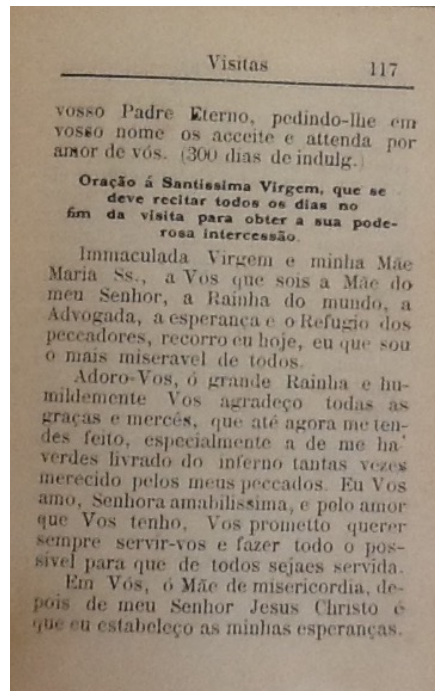 Visitas 117
vosso Padre Eterno, pedindo-lhe em
vosso nome os acceite e attenda por
amor de vós. (300 dias de indulg.)
Oração á Santissima Virgem, que se
deve recitar todos os dias no
fim da visita para obter a sua pode-
rosa intercessão.
Immaculada Virgem e minha Mãe
Maria Ss., a Vos que sois a Mãe do
meu Senhor, a Rainha do mundo, a
Advogada, a esperança e o Refugio dos
peccadores, recorro eu hoje, eu que sou
o mais miseravel de todos.
Adoro-Vos, ó grande Rainha e hu-
mildemente Vos agradeço todas as
graças e mercês, que até agora me ten-
des feito, especialmente a de me ha'
verdes livrado do inferno tantas vezes
merecido pelos meus peccados. Eu Vos
amo, Senhora amabilissima, e pelo amor
que Vos tenho, Vos prometto querer
sempre servir-vos e fazer todo o pos-
sivel para que de todos sejaes servida.
Em Vós, ó Mãe de misericordia, de-
pois de meu Senhor Jesus Christo é
que eu estabeleço as minhas esperanças.